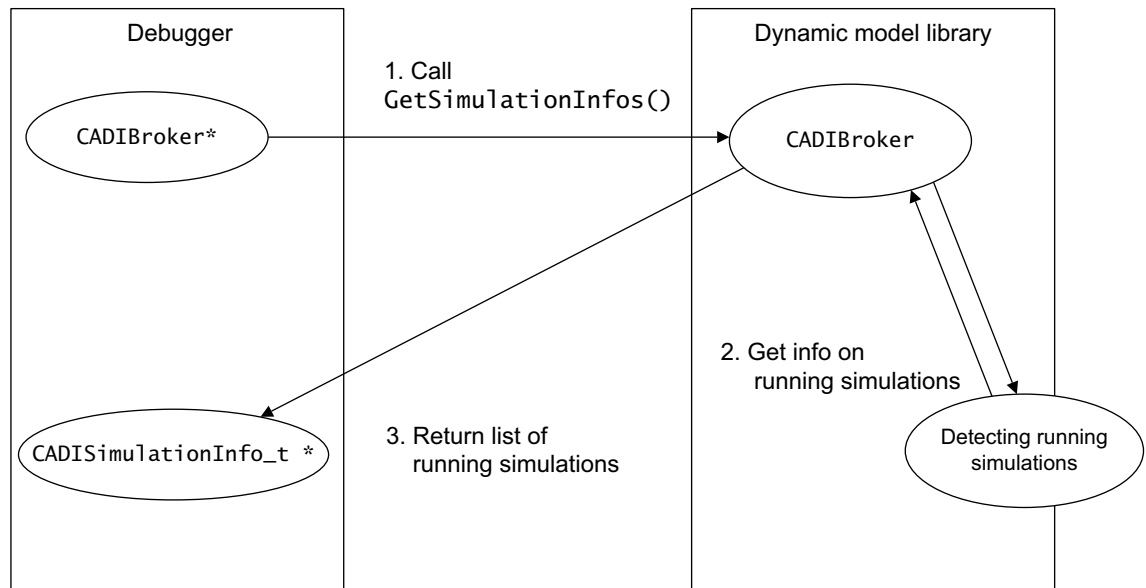 Debugger
Dynamic model library
1. Call
GetSimulationInfos()
CADIBroker*
CADIBroker
2. Get info on
running simulations
CADISimulationInfo_t *
3. Return list of
running simulations
Detecting running
simulations